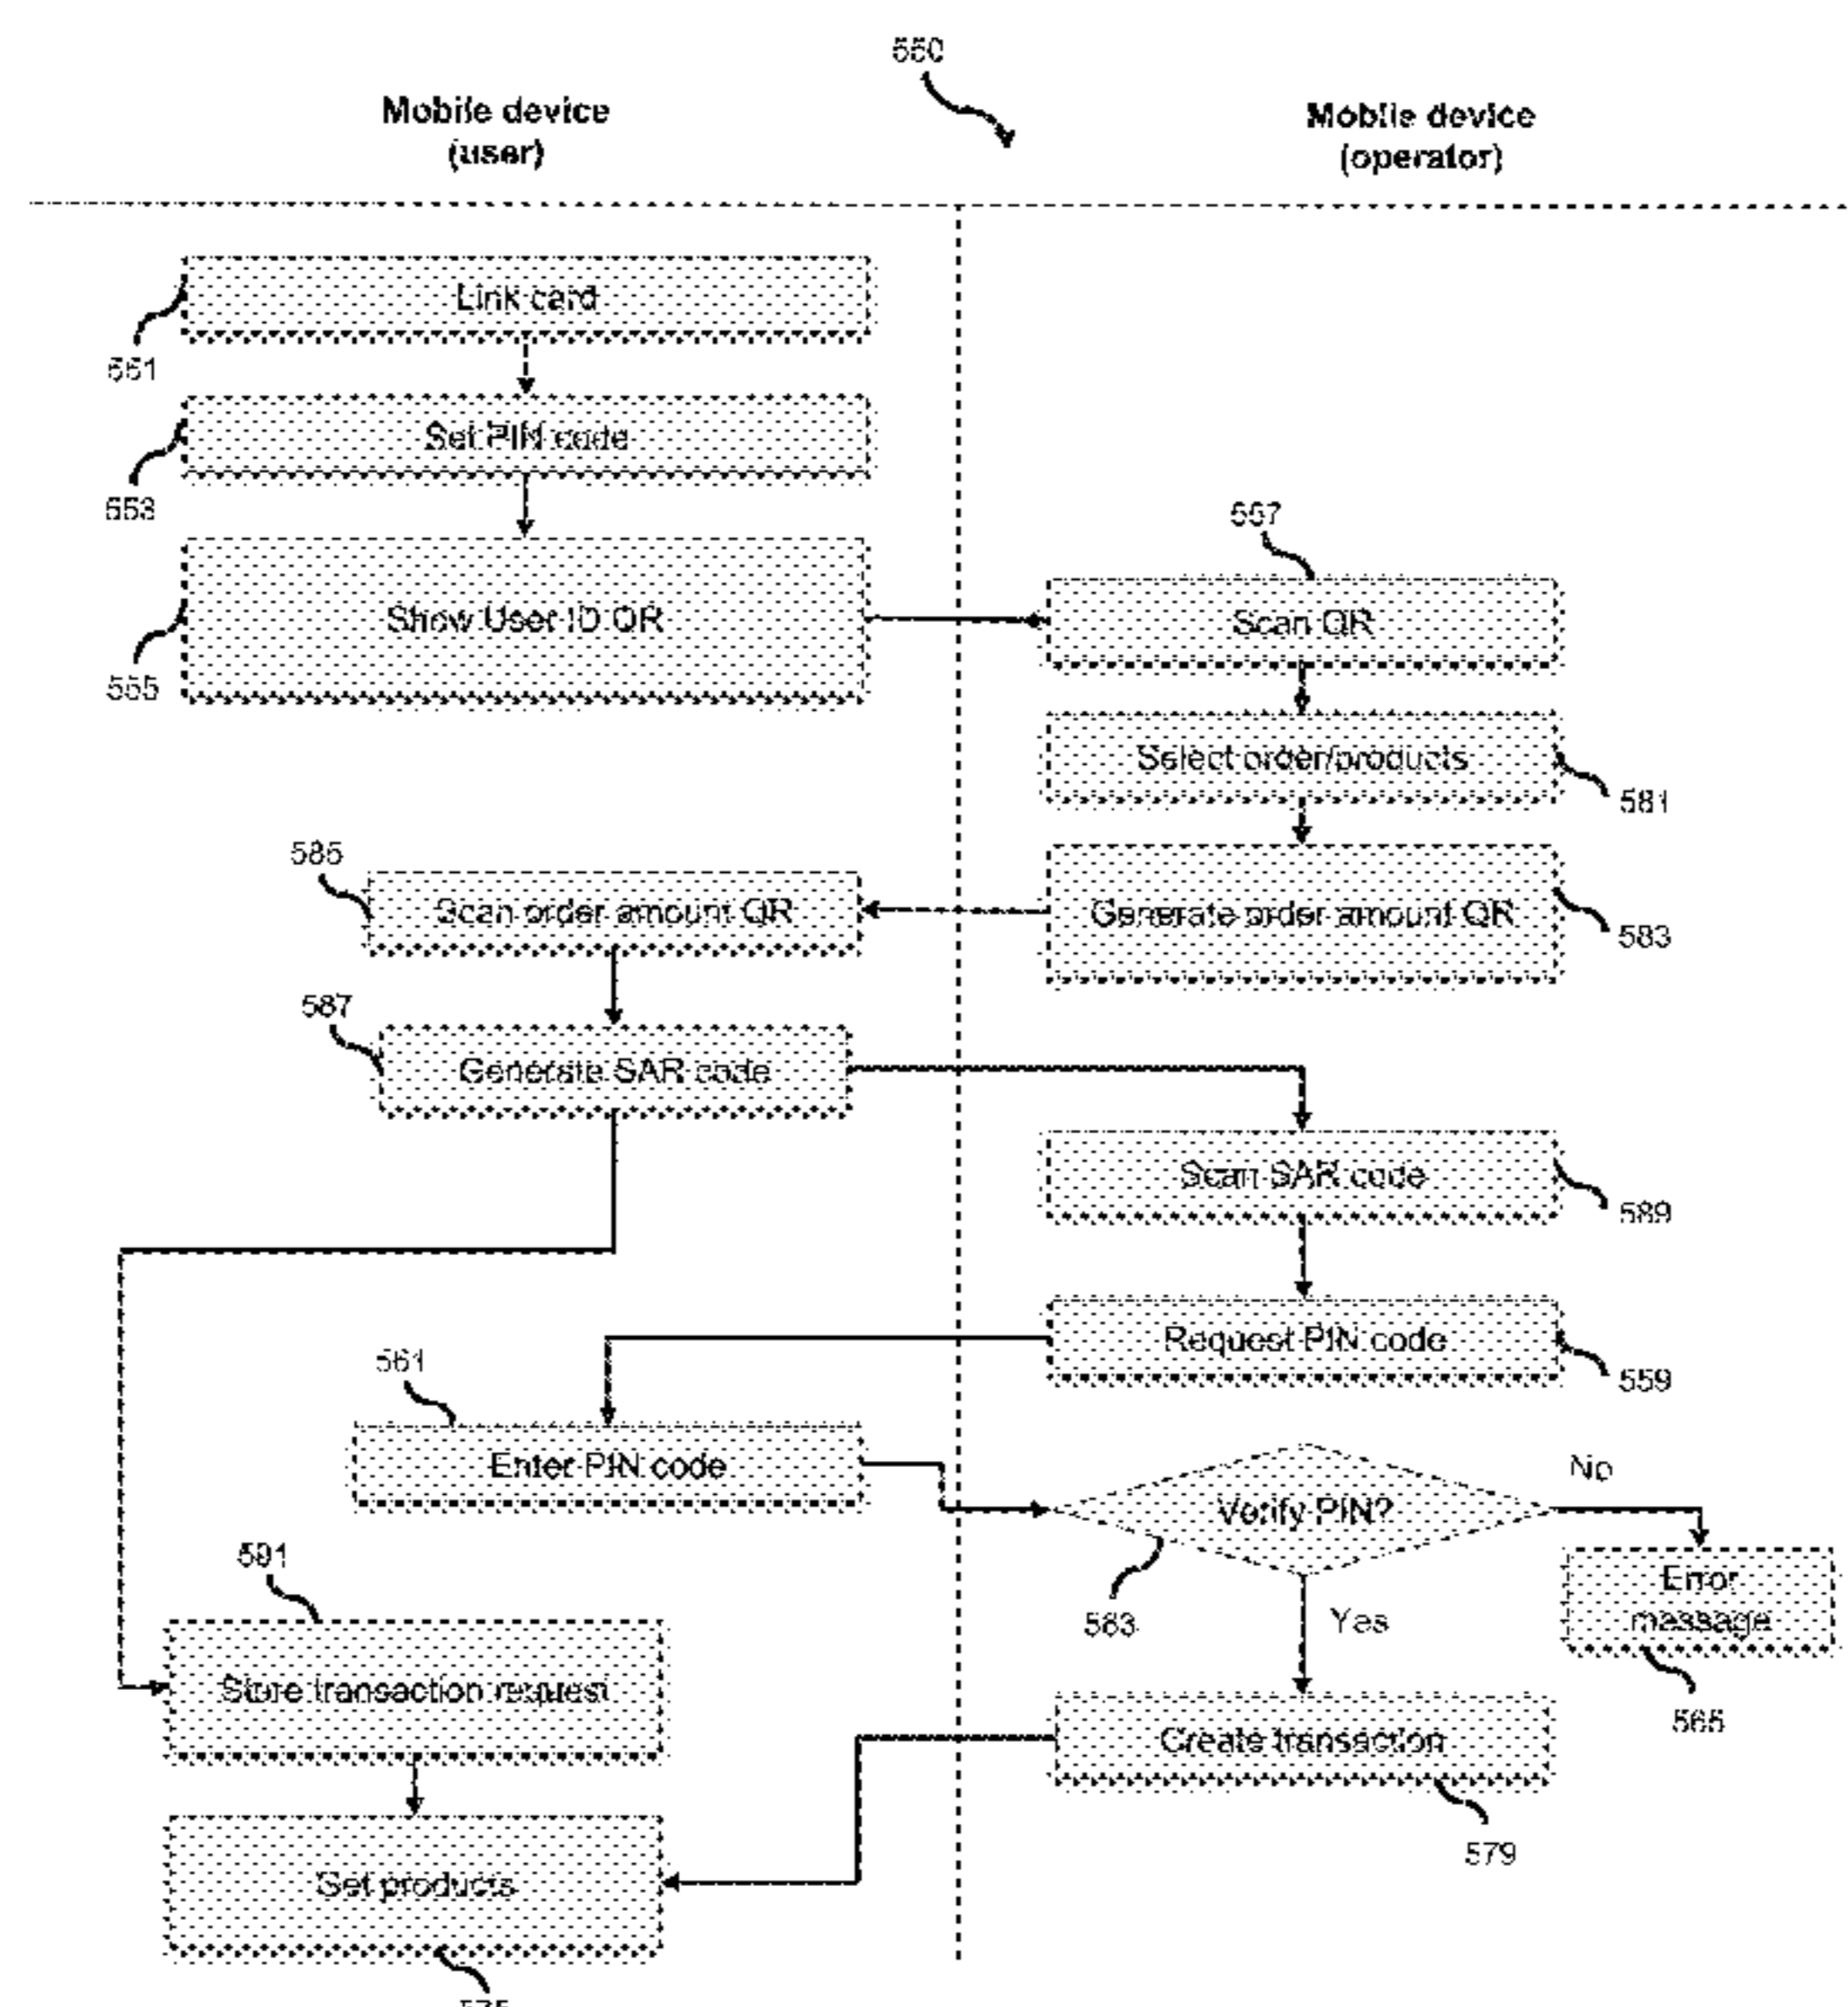 550
Mobile device
(user)
Mobile device
(operator)
Link card
551
Set PIN code
553
557
Show User ID QR
Scan QR
555
Select order/products
581
585
Scan order amount QR
Generate order amount QR
583
587
Generate SAR code
Scan SAR code
589
Request PIN code
559
561
Enter PIN code
No
Verify PIN?
Error
message
591
563
Yes
Store transaction request
565
Create transaction
579
Get products